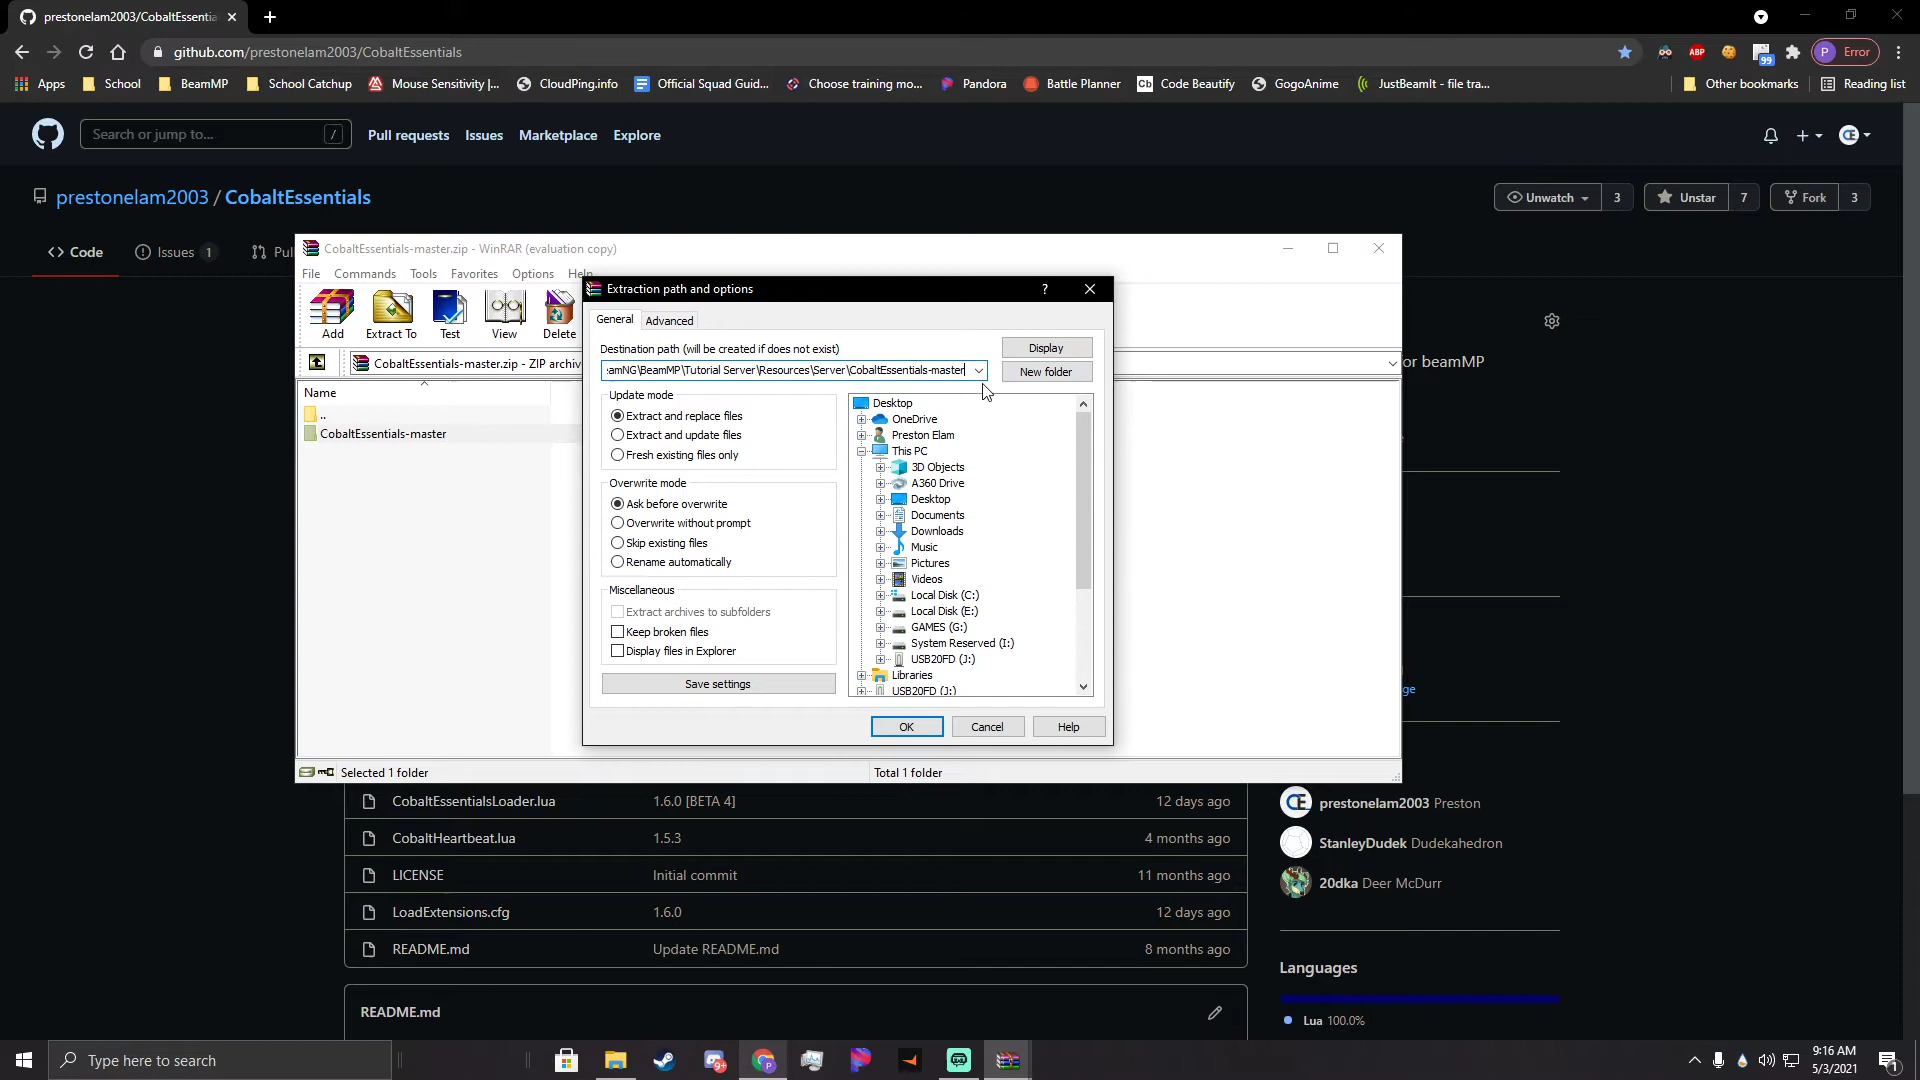 prestonelam2003/CobaltEssentia
github.com/prestonelam2003/CobaltEssentials
ABP
99
P Error
Apps School BeamMP School Catchup Mouse Sensitivity |... CloudPing.info Official Squad Guid... Choose training mo... Pandora Battle Planner Cb Code Beautify GogoAnime JustBeamIt - file tra... Other bookmarks Reading list
Search or jump to... /
Pull requests Issues Marketplace Explore
CE
prestonelam2003 / CobaltEssentials
Unwatch 3 Unstar 7 Fork 3
<> Code Issues 1 Pul
CobaltEssentials-master.zip - WinRAR (evaluation copy)
File Commands Tools Favorites Options Help
Add Extract To Test View Delete
CobaltEssentials-master.zip - ZIP archiv
Name
..
CobaltEssentials-master
Selected 1 folder
Total 1 folder
Extraction path and options
?
General Advanced
Destination path (will be created if does not exist)
Display
:amNG\BeamMP\Tutorial Server\Resources\Server\CobaltEssentials-master
New folder
Update mode
Extract and replace files
Extract and update files
Fresh existing files only
Overwrite mode
Ask before overwrite
Overwrite without prompt
Skip existing files
Rename automatically
Miscellaneous
Extract archives to subfolders
Keep broken files
Display files in Explorer
Save settings
Desktop
OneDrive
Preston Elam
This PC
3D Objects
A360 Drive
Desktop
Documents
Downloads
Music
Pictures
Videos
Local Disk (C:)
Local Disk (E:)
GAMES (G:)
System Reserved (I:)
USB20FD (J:)
Libraries
USB20FD (J:)
OK Cancel Help
for beamMP
ge
CobaltEssentialsLoader.lua 1.6.0 [BETA 4] 12 days ago
CobaltHeartbeat.lua 1.5.3 4 months ago
LICENSE Initial commit 11 months ago
LoadExtensions.cfg 1.6.0 12 days ago
README.md Update README.md 8 months ago
README.md
CE prestonelam2003 Preston
StanleyDudek Dudekahedron
20dka Deer McDurr
Languages
Lua 100.0%
Type here to search
9+
P
9:16 AM
5/3/2021
1